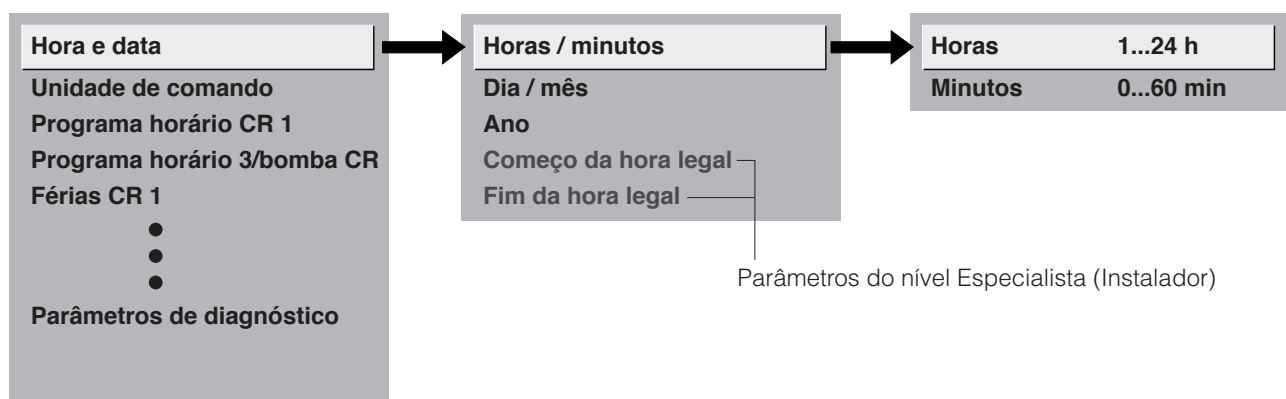 Hora e data
Unidade de comando
Programa horário CR 1
Programa horário 3/bomba CR
Férias CR 1
Parâmetros de diagnóstico
Horas / minutos
Dia / mês
Ano
Começo da hora legal
Fim da hora legal
Horas 1...24 h
Minutos 0...60 min
Parâmetros do nível Especialista (Instalador)